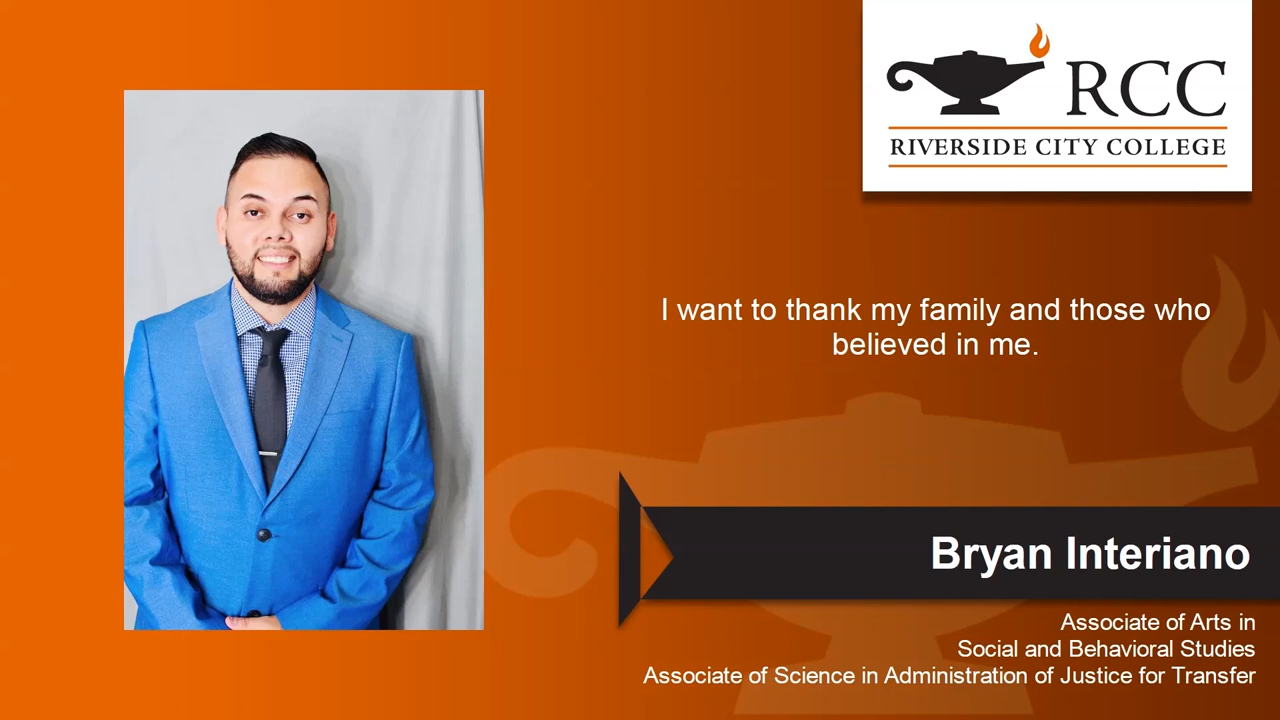 RCC
RIVERSIDE CITY COLLEGE
I want to thank my family and those who
believed in me.
Bryan Interiano
Associate of Arts in
Social and Behavioral Studies
Associate of Science in Administration of Justice for Transfer